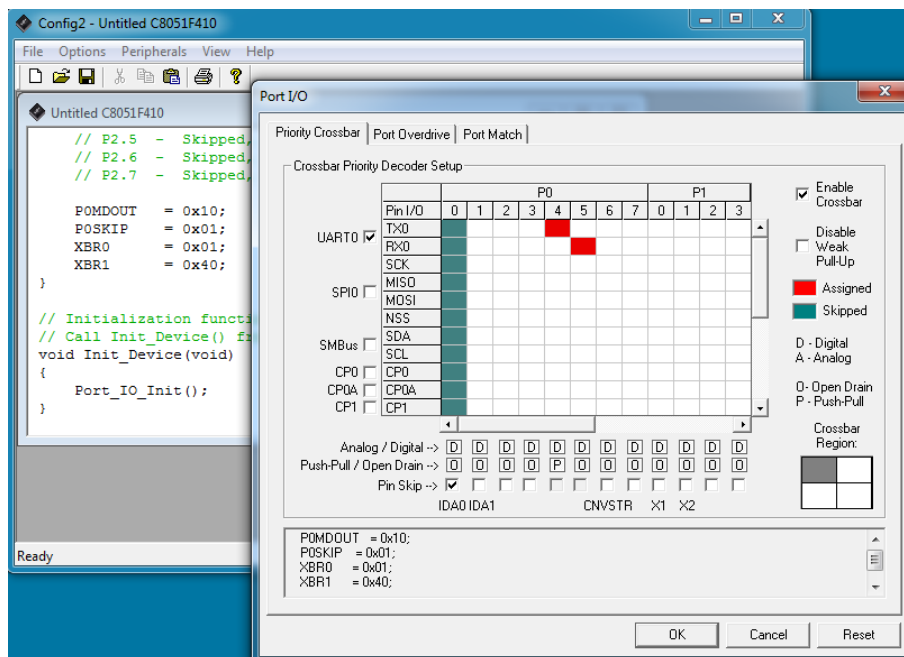 Config2 - Untitled C8051F410
File Options Peripherals View Help
Untitled C8051F410
// P2.5 - Skipped,
// P2.6 - Skipped,
// P2.7 - Skipped,
P0MDOUT = 0x10;
P0SKIP = 0x01;
XBR0 = 0x01;
XBR1 = 0x40;
}
// Initialization functi
// Call Init_Device() fr
void Init_Device(void)
{
Port_IO_Init();
}
Ready
Port I/O
Priority Crossbar Port Overdrive Port Match
Crossbar Priority Decoder Setup
P0 P1
Pin I/O 0 1 2 3 4 5 6 7 0 1 2 3
UART0 TX0
RX0
SCK
SPI0 MISO
MOSI
NSS
SMBus SDA
SCL
CP0 CP0
CP0A CP0A
CP1 CP1
Analog / Digital --> D D D D D D D D D D D D
Push-Pull / Open Drain --> O O O O P O O O O O O O
Pin Skip -->
IDA0 IDA1 CNVSTR X1 X2
Enable
Crossbar
Disable
Weak
Pull-Up
Assigned
Skipped
D - Digital
A - Analog
O- Open Drain
P - Push-Pull
Crossbar
Region:
P0MDOUT = 0x10;
P0SKIP = 0x01;
XBR0 = 0x01;
XBR1 = 0x40;
OK Cancel Reset